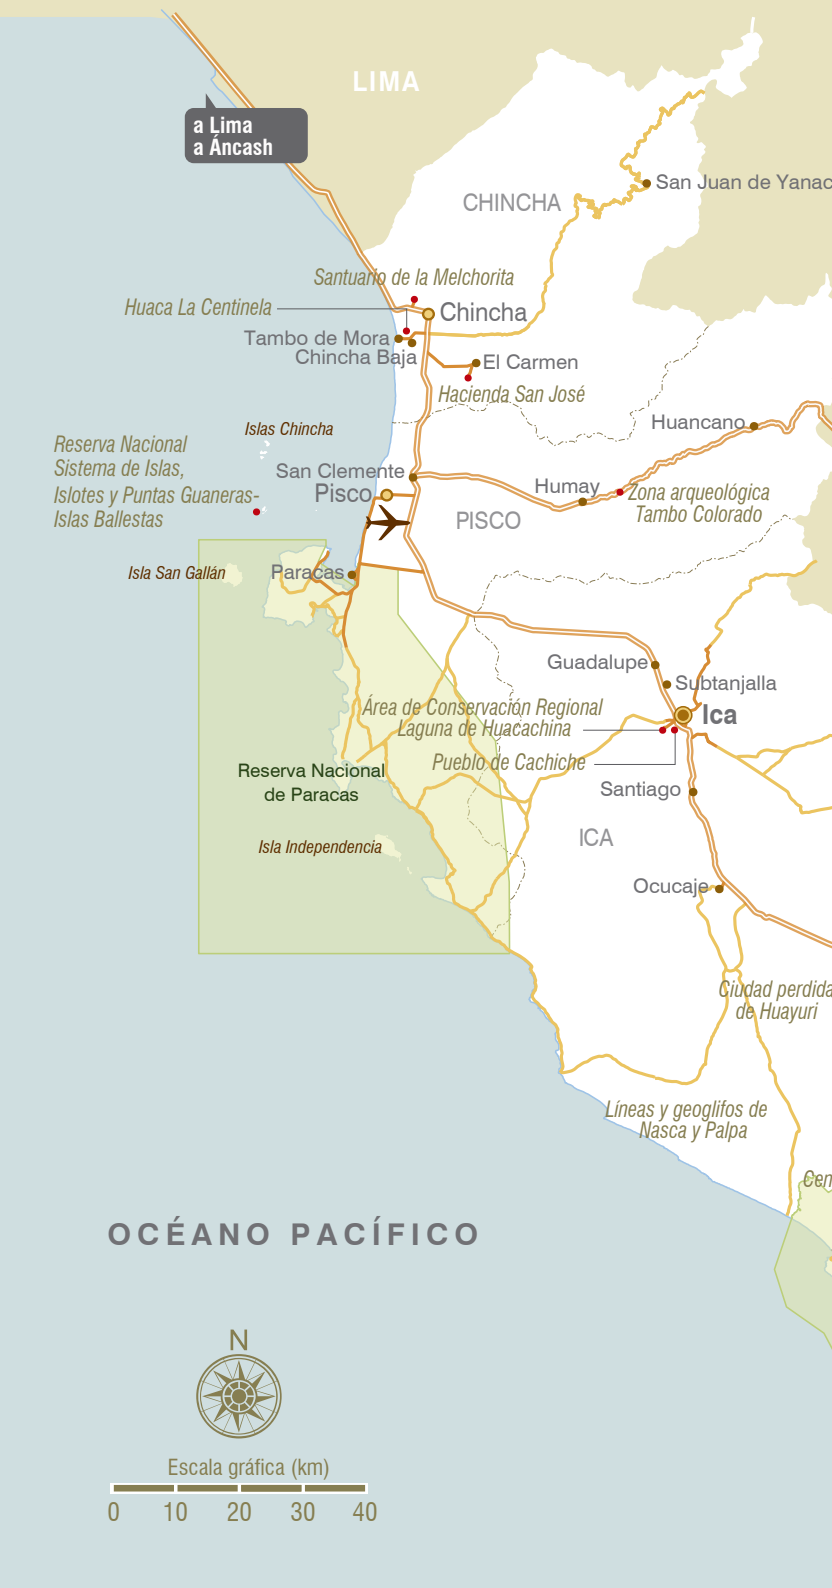 LIMA
a Lima
a Áncash
San Juan de Yanac
CHINCHA
Santuario de la Melchorita
Huaca La Centinela
Chincha
Tambo de Mora
Chincha Baja
El Carmen
Hacienda San José
Islas Chincha
Huancano
Reserva Nacional
Sistema de Islas,
Islotes y Puntas Guaneras-
Islas Ballestas
San Clemente
Pisco
Humay
Zona arqueológica
Tambo Colorado
PISCO
Isla San Gallán
Paracas
Guadalupe
Subtanjalla
Área de Conservación Regional
Laguna de Huacachina
Ica
Pueblo de Cachiche
Reserva Nacional
de Paracas
Santiago
ICA
Isla Independencia
Ocucaje
Ciudad perdida
de Huayuri
Líneas y geoglifos de
Nasca y Palpa
Cen
OCÉANO PACÍFICO
N
Escala gráfica (km)
0 10 20 30 40